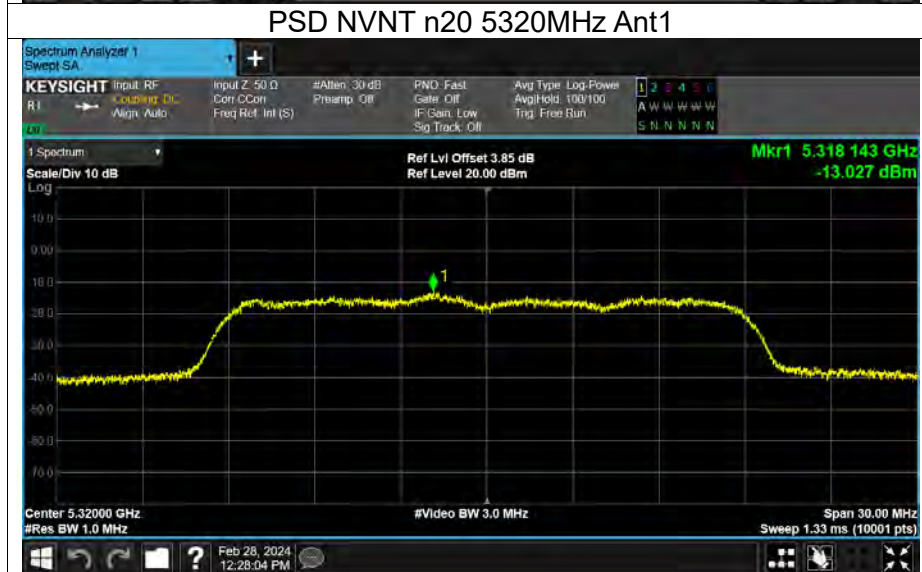 PSD NVNT n20 5320MHz Ant1
Spectrum Analyzer 1
Swept SA
+
KEYSIGHT Input: RF Input Z: 50 Ω #Atten: 30 dB PNO: Fast Avg Type: Log-Power 1 2 3 4 5 6
Coupling: DC Corr CCorr Preamp: Off Gate: Off Avg|Hold: 100/100 A W W W W W
Align: Auto Freq Ref: Int (S) IF Gain: Low Trig: Free Run
Sig Track: Off S N N N N N
1 Spectrum Ref Lvl Offset 3.85 dB Mkr1 5.318 143 GHz
Scale/Div 10 dB Ref Level 20.00 dBm -13.027 dBm
Log
10.0
0.00
1
Center 5.32000 GHz #Video BW 3.0 MHz Span 30.00 MHz
#Res BW 1.0 MHz Sweep 1.33 ms (10001 pts)
? Feb 28, 2024
12:28:04 PM